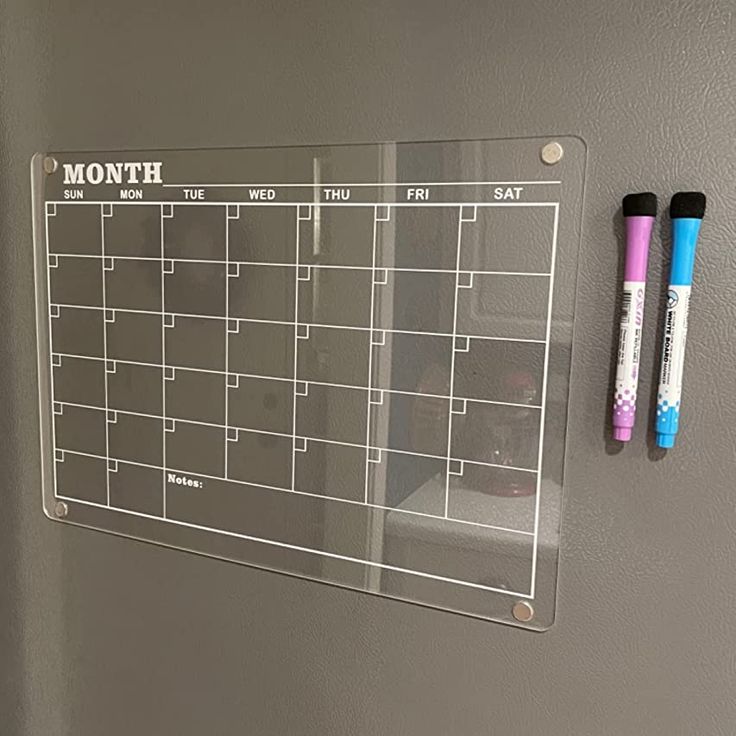 MONTH
SUN MON TUE WED THU FRI SAT
Notes:
WHITE BOARD
MARKER